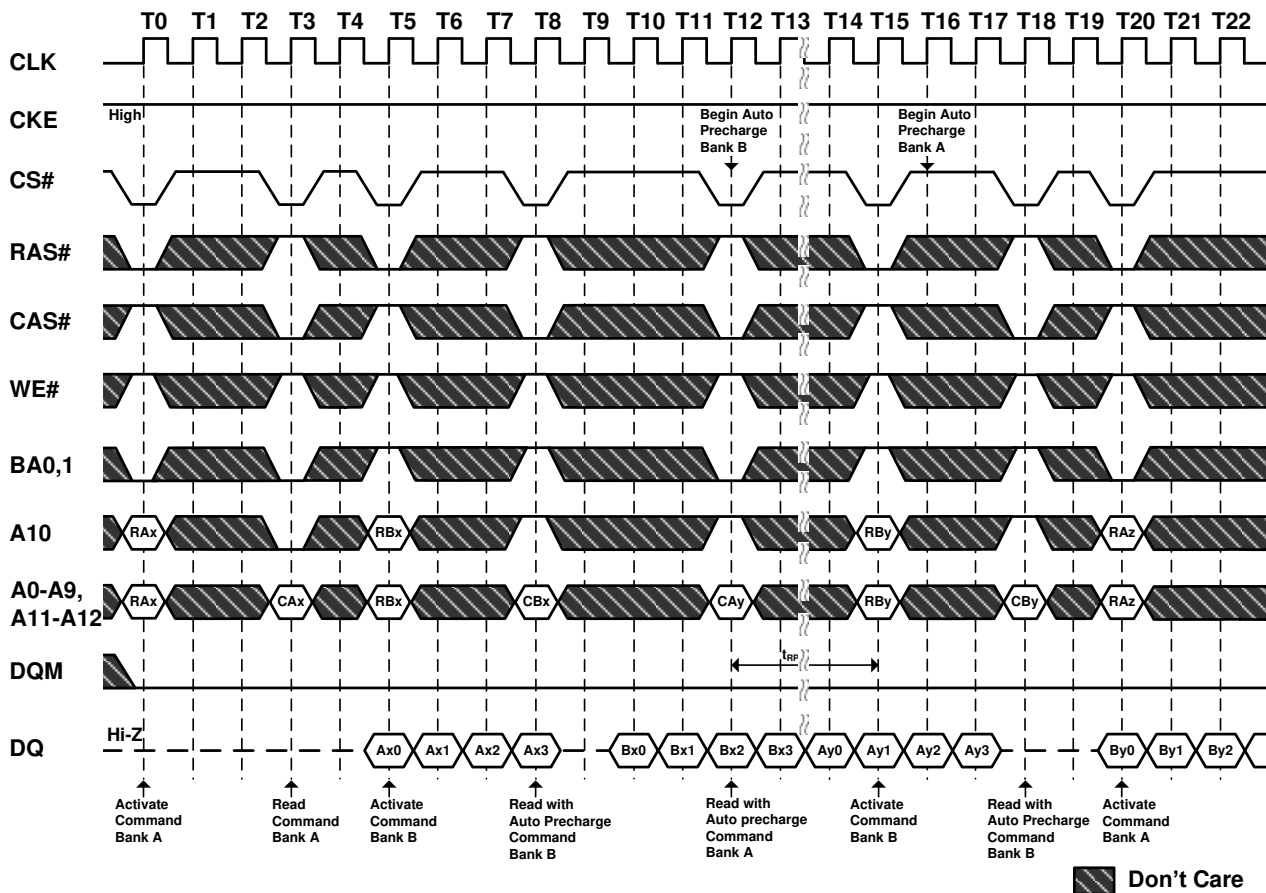 T0 T1 T2 T3 T4 T5 T6 T7 T8 T9 T10 T11 T12 T13 T14 T15 T16 T17 T18 T19 T20 T21 T22
CLK
CKE
High
Begin Auto
Precharge
Bank B
Begin Auto
Precharge
Bank A
CS#
RAS#
CAS#
WE#
BA0,1
A10
RAx RBx RBy RAz
A0-A9,
A11-A12
RAx CAx RBx CBx CAy RBy CBy RAz
DQM
tRP
DQ
Hi-Z
Ax0 Ax1 Ax2 Ax3 Bx0 Bx1 Bx2 Bx3 Ay0 Ay1 Ay2 Ay3 By0 By1 By2
Activate
Command
Bank A
Read
Command
Bank A
Activate
Command
Bank B
Read with
Auto Precharge
Command
Bank B
Read with
Auto precharge
Command
Bank A
Activate
Command
Bank B
Read with
Auto Precharge
Command
Bank B
Activate
Command
Bank A
Don't Care